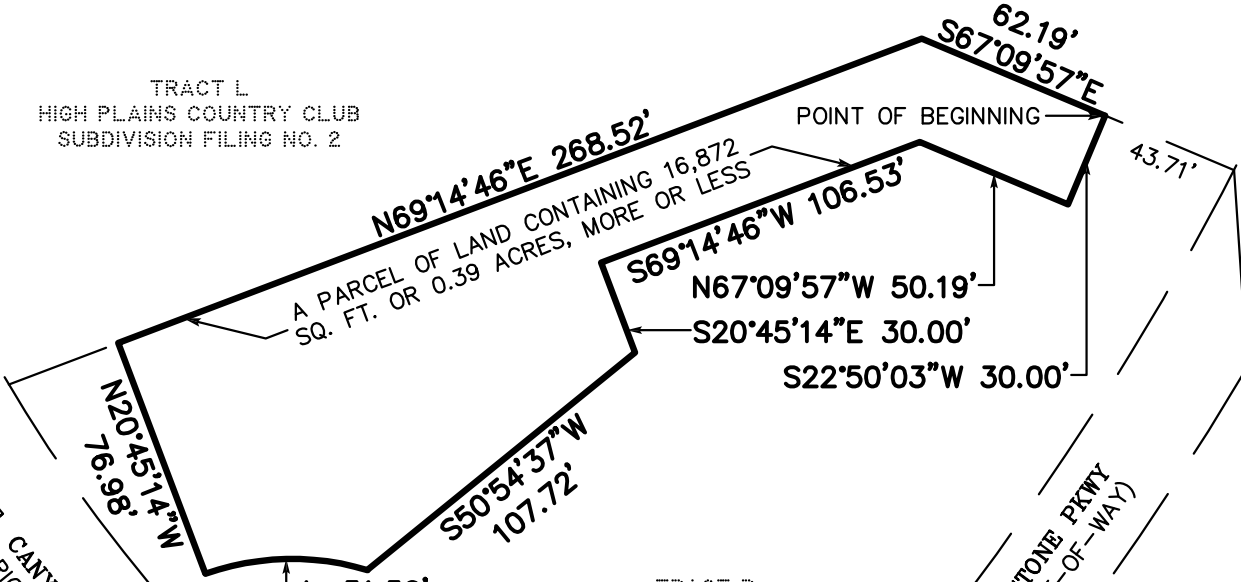 62.19'
S67°09'57"E
TRACT L
HIGH PLAINS COUNTRY CLUB
SUBDIVISION FILING NO. 2
POINT OF BEGINNING
43.71'
N69°14'46"E 268.52'
A PARCEL OF LAND CONTAINING 16,872
SQ. FT. OR 0.39 ACRES, MORE OR LESS
S69°14'46"W 106.53'
N67°09'57"W 50.19'
S20°45'14"E 30.00'
S22°50'03"W 30.00'
N20°45'14"W
76.98'
S50°54'37"W
107.72'